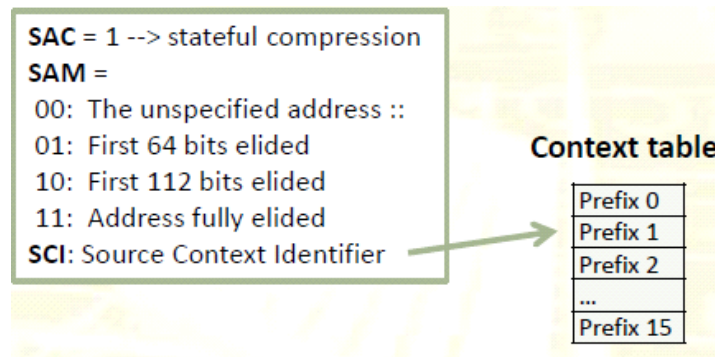 SAC = 1 --> stateful compression
SAM =
00: The unspecified address ::
01: First 64 bits elided
10: First 112 bits elided
11: Address fully elided
SCI: Source Context Identifier
Context table
Prefix 0
Prefix 1
Prefix 2
...
Prefix 15